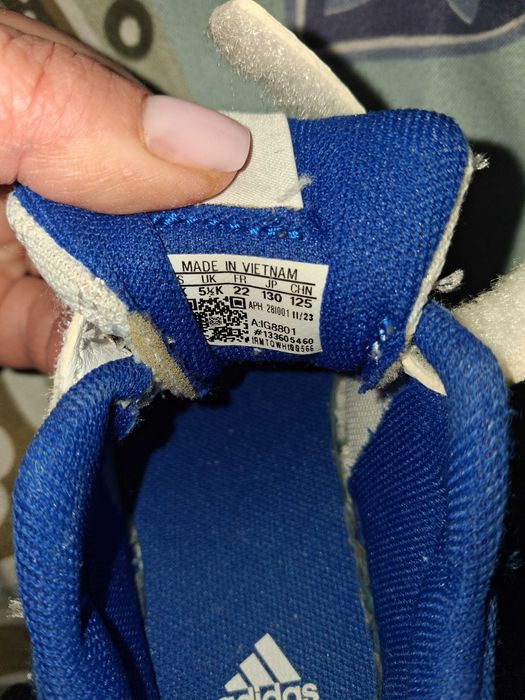 MADE IN VIETNAM
S UK FR JP CHN
5½K 22 130 125
APH 281001 11/23
A:IG8801
#133605460
adidas